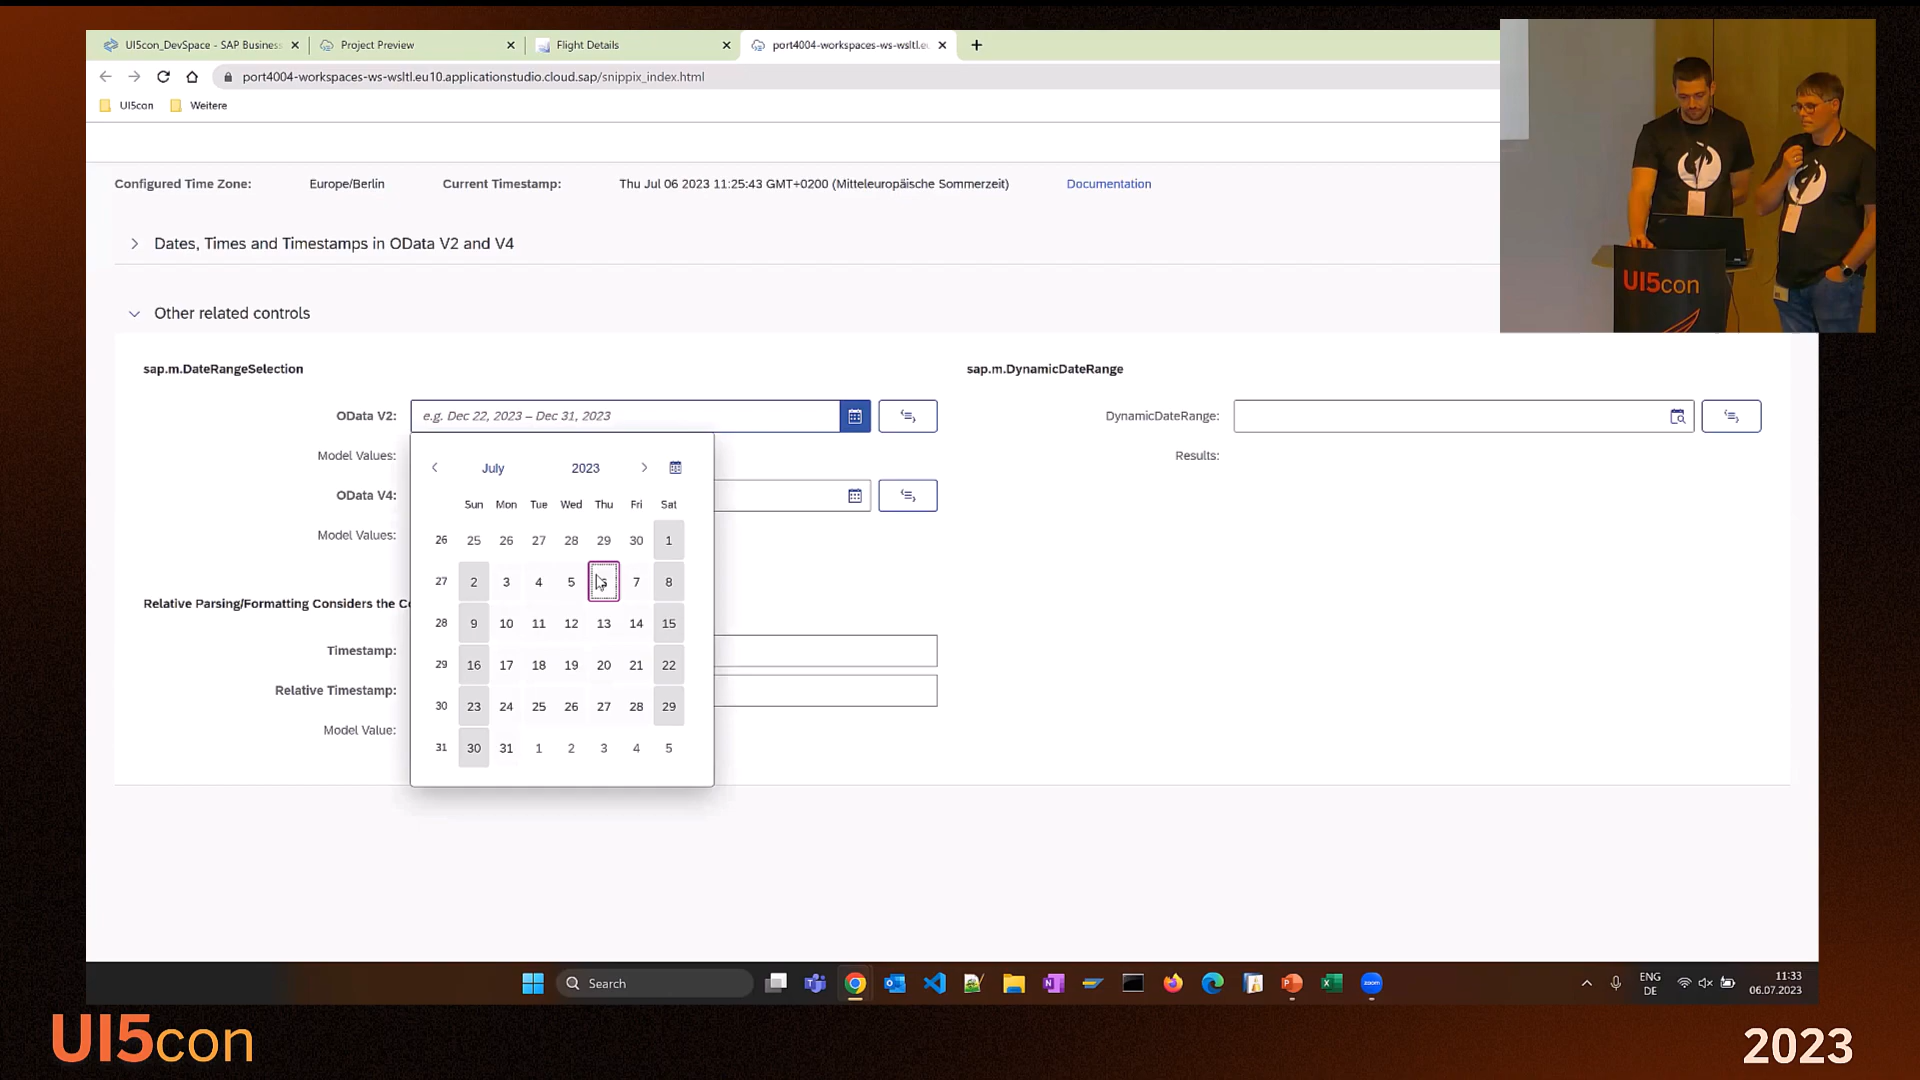 UI5con_DevSpace - SAP Business
Project Preview
Flight Details
port4004-workspaces-ws-wsltl.eu
port4004-workspaces-ws-wsltl.eu10.applicationstudio.cloud.sap/snippix_index.html
UI5con
Weitere
Configured Time Zone: Europe/Berlin Current Timestamp: Thu Jul 06 2023 11:25:43 GMT+0200 (Mitteleuropäische Sommerzeit) Documentation
UI5con
Dates, Times and Timestamps in OData V2 and V4
Other related controls
sap.m.DateRangeSelection
sap.m.DynamicDateRange
OData V2: e.g. Dec 22, 2023 – Dec 31, 2023
DynamicDateRange:
Model Values:
Results:
OData V4:
Model Values:
July 2023
Sun Mon Tue Wed Thu Fri Sat
26 25 26 27 28 29 30 1
27 2 3 4 5 7 8
28 9 10 11 12 13 14 15
29 16 17 18 19 20 21 22
30 23 24 25 26 27 28 29
31 30 31 1 2 3 4 5
Relative Parsing/Formatting Considers the
Timestamp:
Relative Timestamp:
Model Value:
Search
zoom
ENG
DE
11:33
06.07.2023
UI5con
2023